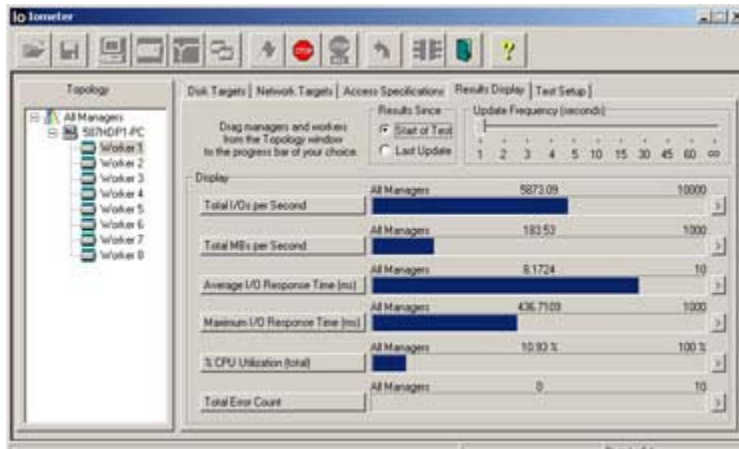 Iometer
STOP
Topology
All Managers
587HDP1-PC
Worker 1
Worker 2
Worker 3
Worker 4
Worker 5
Worker 6
Worker 7
Worker 8
Disk Targets | Network Targets | Access Specifications | Results Display | Test Setup
Drag managers and workers
from the Topology window
to the progress bar of your choice.
Results Since
Start of Test
Last Update
Update Frequency (seconds)
1 2 3 4 5 10 15 30 45 60 ∞
Display
All Managers 5873.09 10000
Total I/Os per Second
All Managers 183.53 1000
Total MBs per Second
All Managers 8.1724 10
Average I/O Response Time (ms)
All Managers 436.7109 1000
Maximum I/O Response Time (ms)
All Managers 10.93 % 100 %
% CPU Utilization (total)
All Managers 0 10
Total Error Count